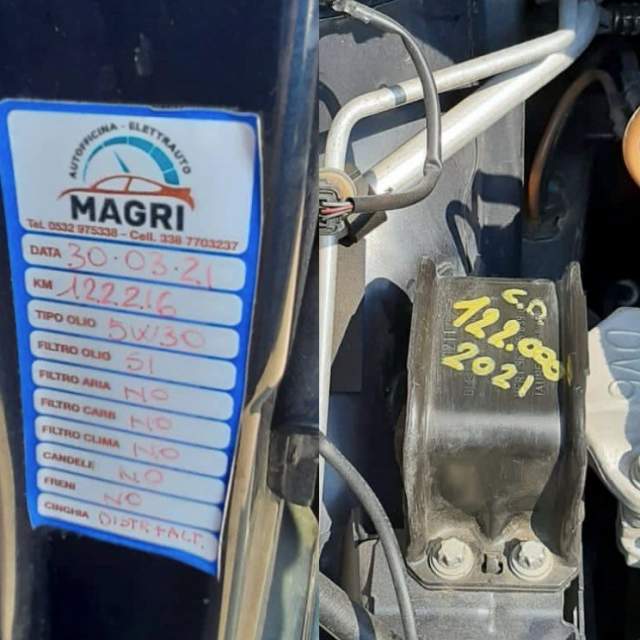 AUTOFFICINA - ELETTRAUTO
MAGRI
Tel. 0532 975338 - Cell. 338 7703237
DATA 30.03.21
KM 122216
TIPO OLIO 5W30
FILTRO OLIO SI
FILTRO ARIA NO
FILTRO CARB NO
FILTRO CLIMA NO
CANDELE NO
FRENI NO
CINGHIA DISTR FATT.
C.D.
122.000
2021